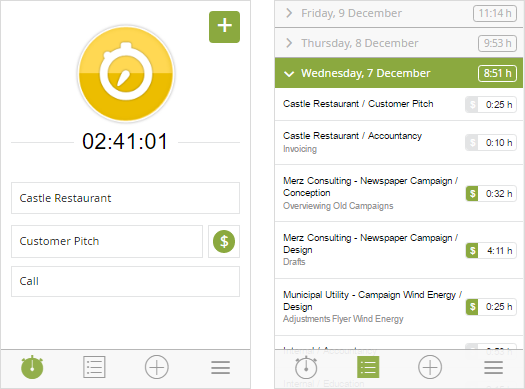 +
02:41:01
Castle Restaurant
Customer Pitch
$
Call
Friday, 9 December 11:14 h
Thursday, 8 December 9:53 h
Wednesday, 7 December 8:51 h
Castle Restaurant / Customer Pitch $ 0:25 h
Castle Restaurant / Accountancy $ 0:10 h
Invoicing
Merz Consulting - Newspaper Campaign /
Conception $ 0:32 h
Overviewing Old Campaigns
Merz Consulting - Newspaper Campaign /
Design $ 4:11 h
Drafts
Municipal Utility - Campaign Wind Energy /
Design $ 0:25 h
Adjustments Flyer Wind Energy
Internal / Education